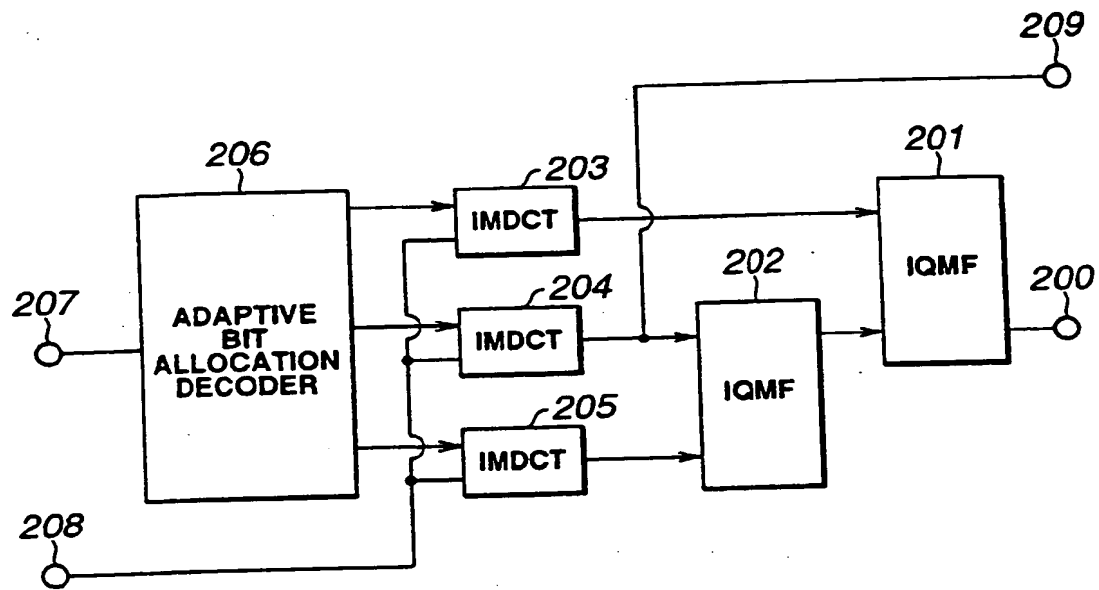 209
201
206
203
IMDCT
IQMF
202
200
207
204
ADAPTIVE
BIT
ALLOCATION
DECODER
IMDCT
IQMF
205
IMDCT
208